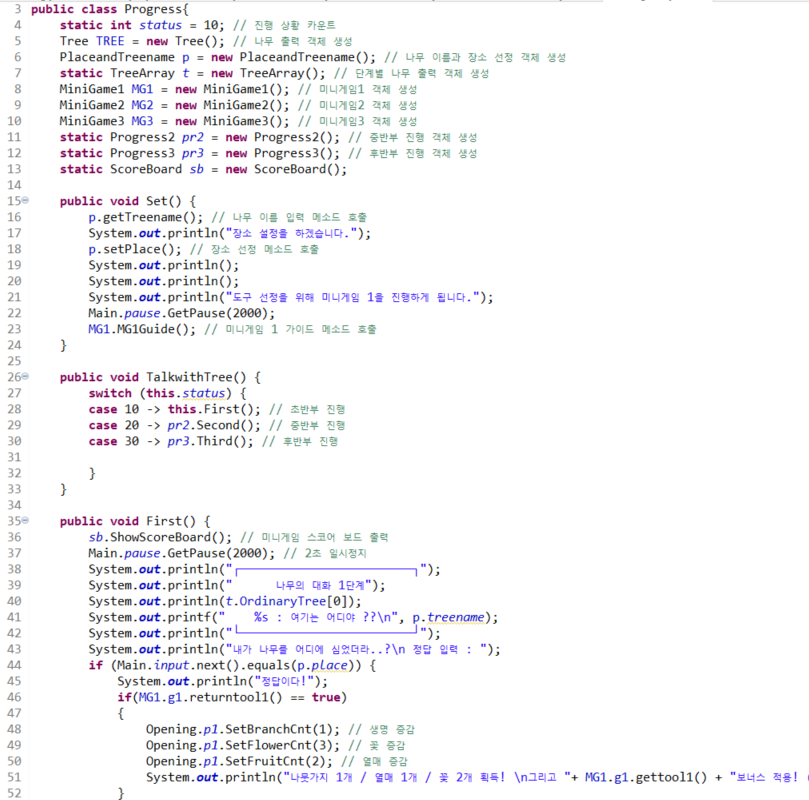 3 public class Progress{
4 static int status = 10; // 진행 상황 카운트
5 Tree TREE = new Tree(); // 나무 출력 객체 생성
6 PlaceandTreename p = new PlaceandTreename(); // 나무 이름과 장소 선정 객체 생성
7 static TreeArray t = new TreeArray(); // 단계별 나무 출력 객체 생성
8 MiniGame1 MG1 = new MiniGame1(); // 미니게임1 객체 생성
9 MiniGame2 MG2 = new MiniGame2(); // 미니게임2 객체 생성
10 MiniGame3 MG3 = new MiniGame3(); // 미니게임3 객체 생성
11 static Progress2 pr2 = new Progress2(); // 중반부 진행 객체 생성
12 static Progress3 pr3 = new Progress3(); // 후반부 진행 객체 생성
13 static ScoreBoard sb = new ScoreBoard();
14
15 public void Set() {
16 p.getTreename(); // 나무 이름 입력 메소드 호출
17 System.out.println("장소 설정을 하겠습니다.");
18 p.setPlace(); // 장소 선정 메소드 호출
19 System.out.println();
20 System.out.println();
21 System.out.println("도구 선정을 위해 미니게임 1을 진행하게 됩니다.");
22 Main.pause.GetPause(2000);
23 MG1.MG1Guide(); // 미니게임 1 가이드 메소드 호출
24 }
25
26 public void TalkwithTree() {
27 switch (this.status) {
28 case 10 -> this.First(); // 초반부 진행
29 case 20 -> pr2.Second(); // 중반부 진행
30 case 30 -> pr3.Third(); // 후반부 진행
31
32 }
33 }
34
35 public void First() {
36 sb.ShowScoreBoard(); // 미니게임 스코어 보드 출력
37 Main.pause.GetPause(2000); // 2초 일시정지
38 System.out.println("┌───────────────────────┐");
39 System.out.println(" 나무의 대화 1단계");
40 System.out.println(t.OrdinaryTree[0]);
41 System.out.printf(" %s : 여기는 어디야 ??\n", p.treename);
42 System.out.println("└───────────────────────┘");
43 System.out.println("내가 나무를 어디에 심었더라..?\n 정답 입력 : ");
44 if (Main.input.next().equals(p.place)) {
45 System.out.println("정답이다!");
46 if(MG1.g1.returntool1() == true)
47 {
48 Opening.p1.SetBranchCnt(1); // 생명 증감
49 Opening.p1.SetFlowerCnt(3); // 꽃 증감
50 Opening.p1.SetFruitCnt(2); // 열매 증감
51 System.out.println("나뭇가지 1개 / 열매 1개 / 꽃 2개 획득! \n그리고 "+ MG1.g1.gettool1() + "보너스 적용! (
52 }